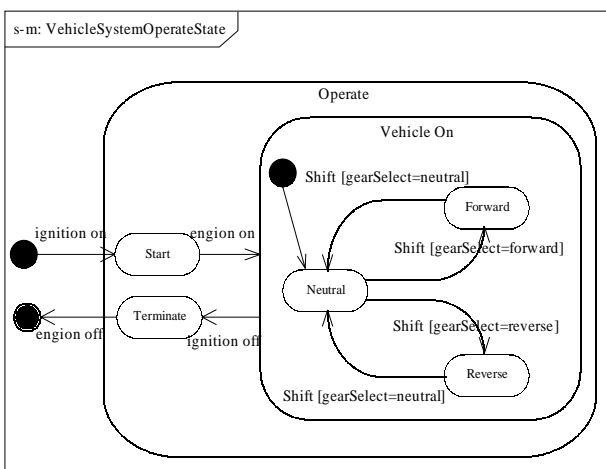 s-m: VehicleSystemOperateState
Operate
Vehicle On
Shift [gearSelect=neutral]
Forward
ignition on
engion on
Start
Shift [gearSelect=forward]
Neutral
Terminate
engion off
ignition off
Shift [gearSelect=reverse]
Reverse
Shift [gearSelect=neutral]